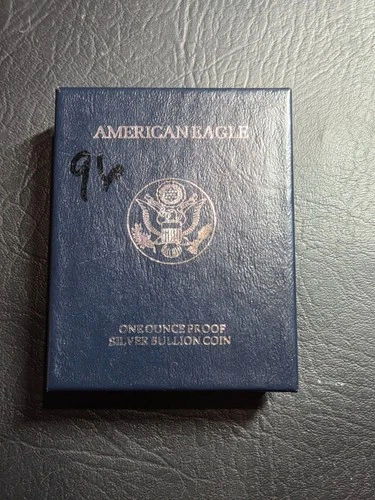 AMERICAN EAGLE
ONE OUNCE PROOF
SILVER BULLION COIN